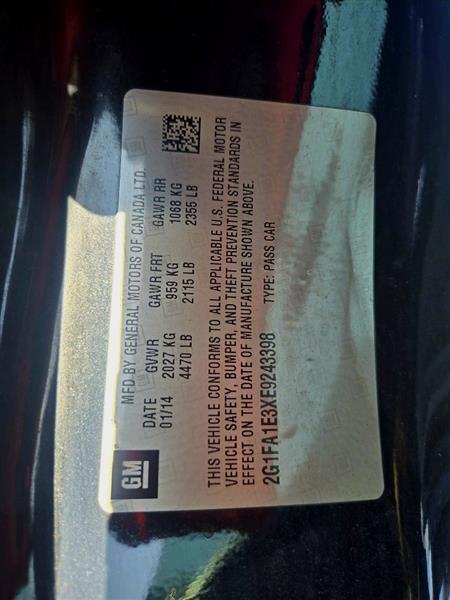 GM
MFD BY GENERAL MOTORS OF CANADA LTD.
DATE GVWR GAWR FRT GAWR RR
01/14 2027 KG 959 KG 1068 KG
4470 LB 2115 LB 2355 LB
THIS VEHICLE CONFORMS TO ALL APPLICABLE U.S. FEDERAL MOTOR
VEHICLE SAFETY, BUMPER, AND THEFT PREVENTION STANDARDS IN
EFFECT ON THE DATE OF MANUFACTURE SHOWN ABOVE.
2G1FA1E3XE9243398 TYPE: PASS CAR